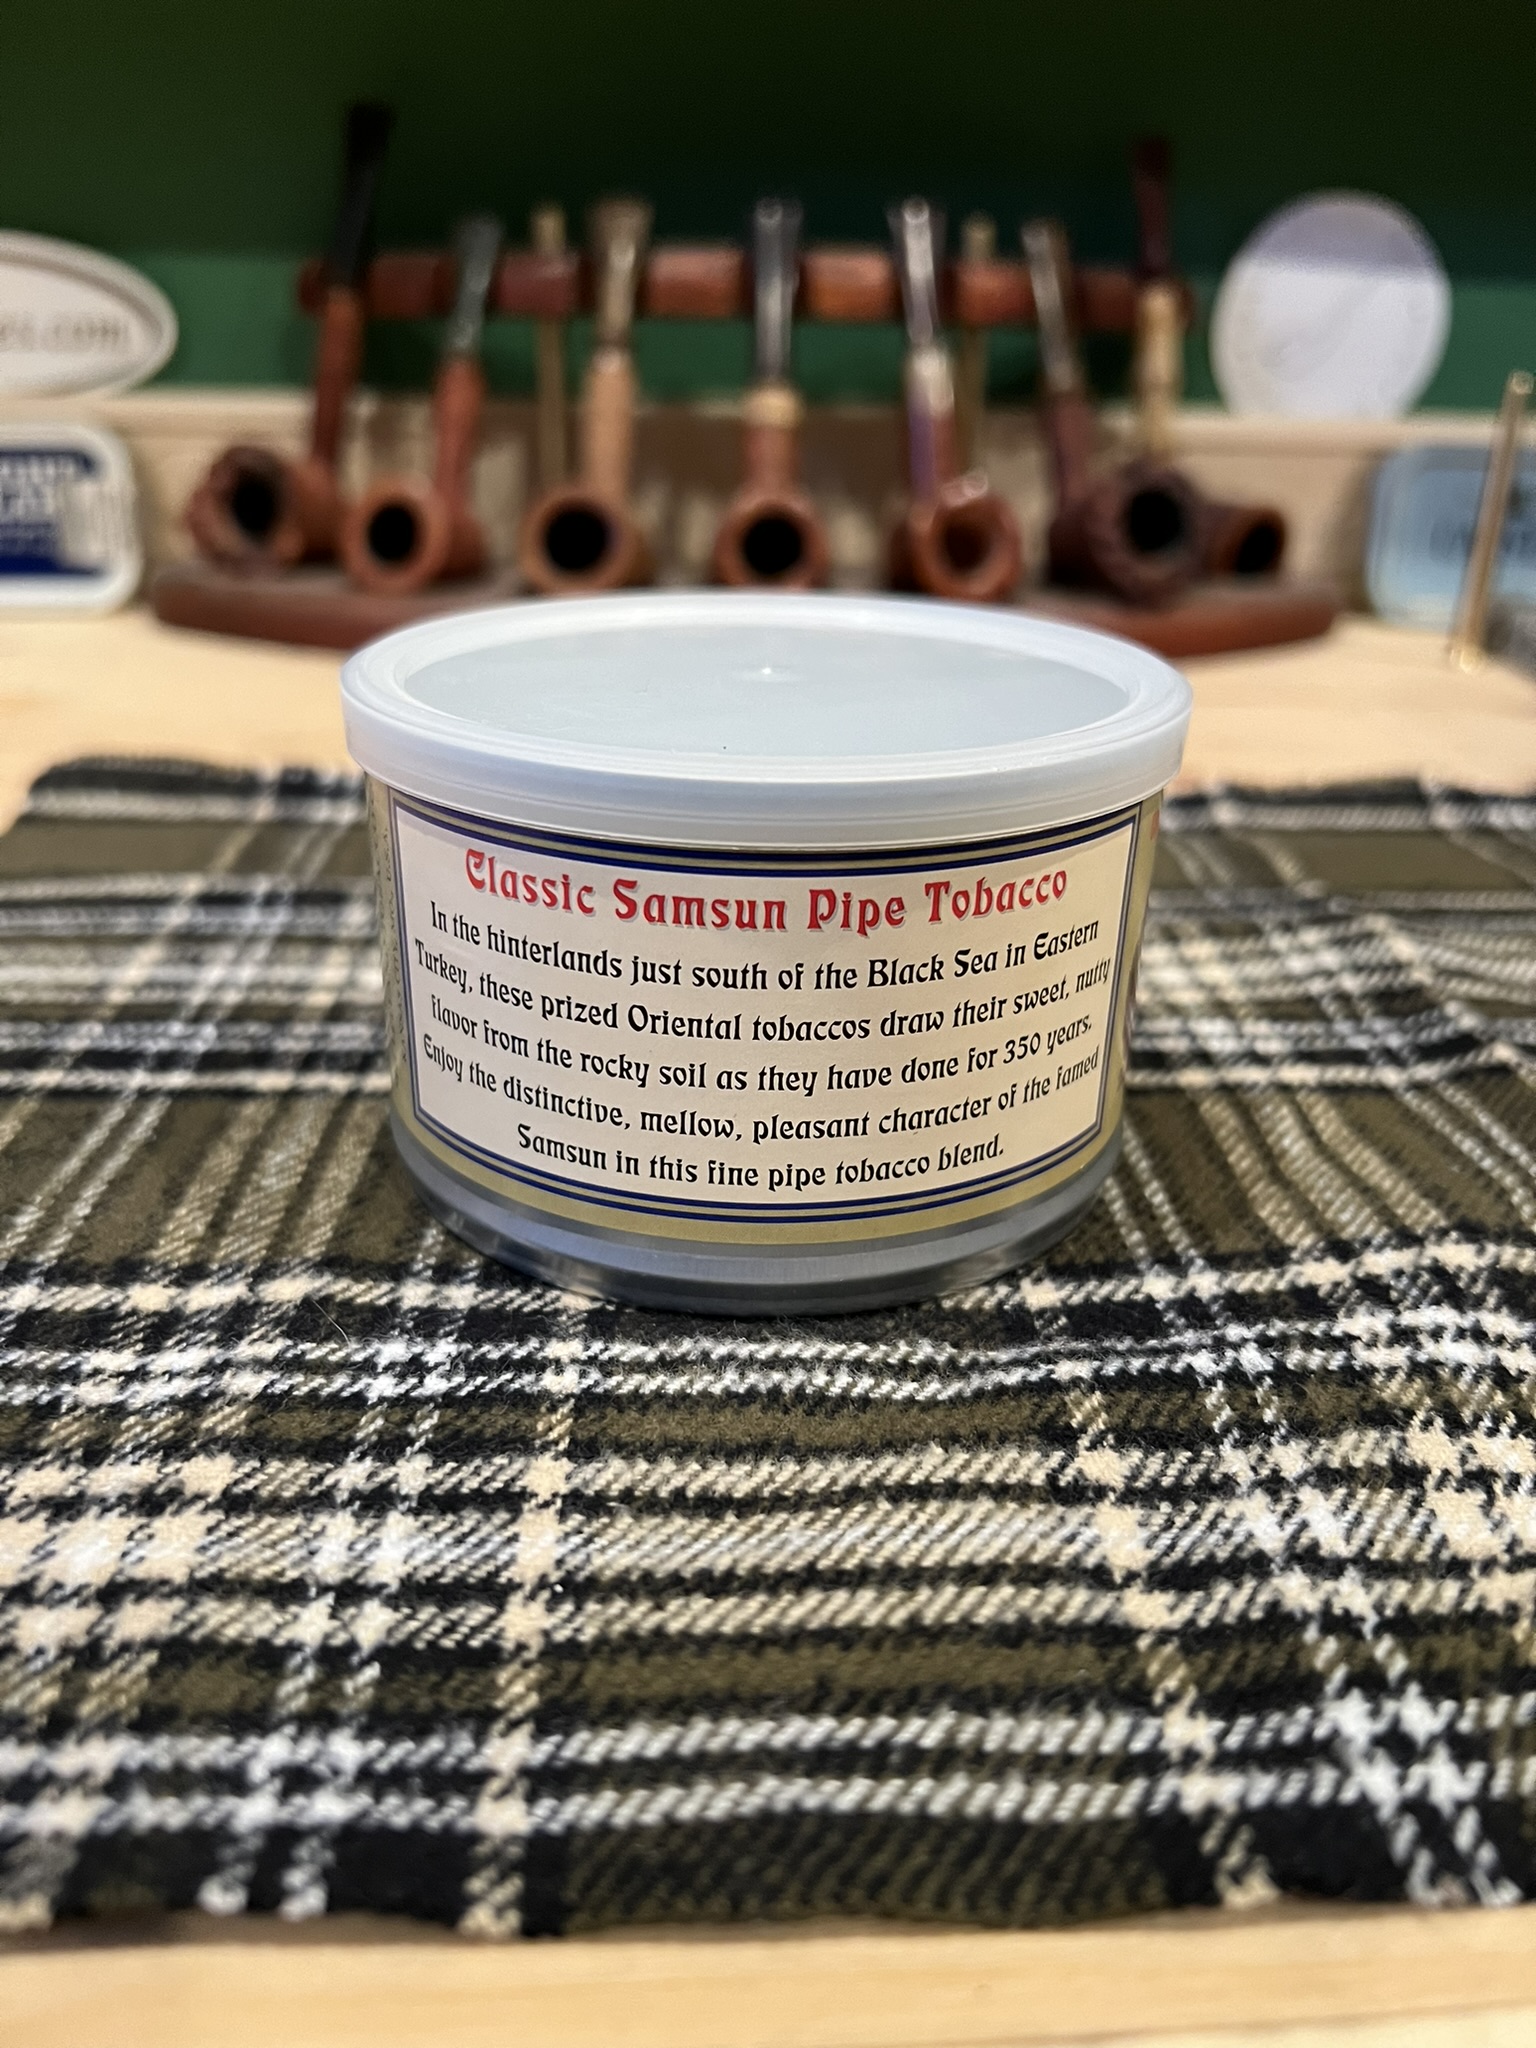 Classic Samsun Pipe Tobacco
In the hinterlands just south of the Black Sea in Eastern
Turkey, these prized Oriental tobaccos draw their sweet, nutty
flavor from the rocky soil as they have done for 350 years.
Enjoy the distinctive, mellow, pleasant character of the famed
Samsun in this fine pipe tobacco blend.